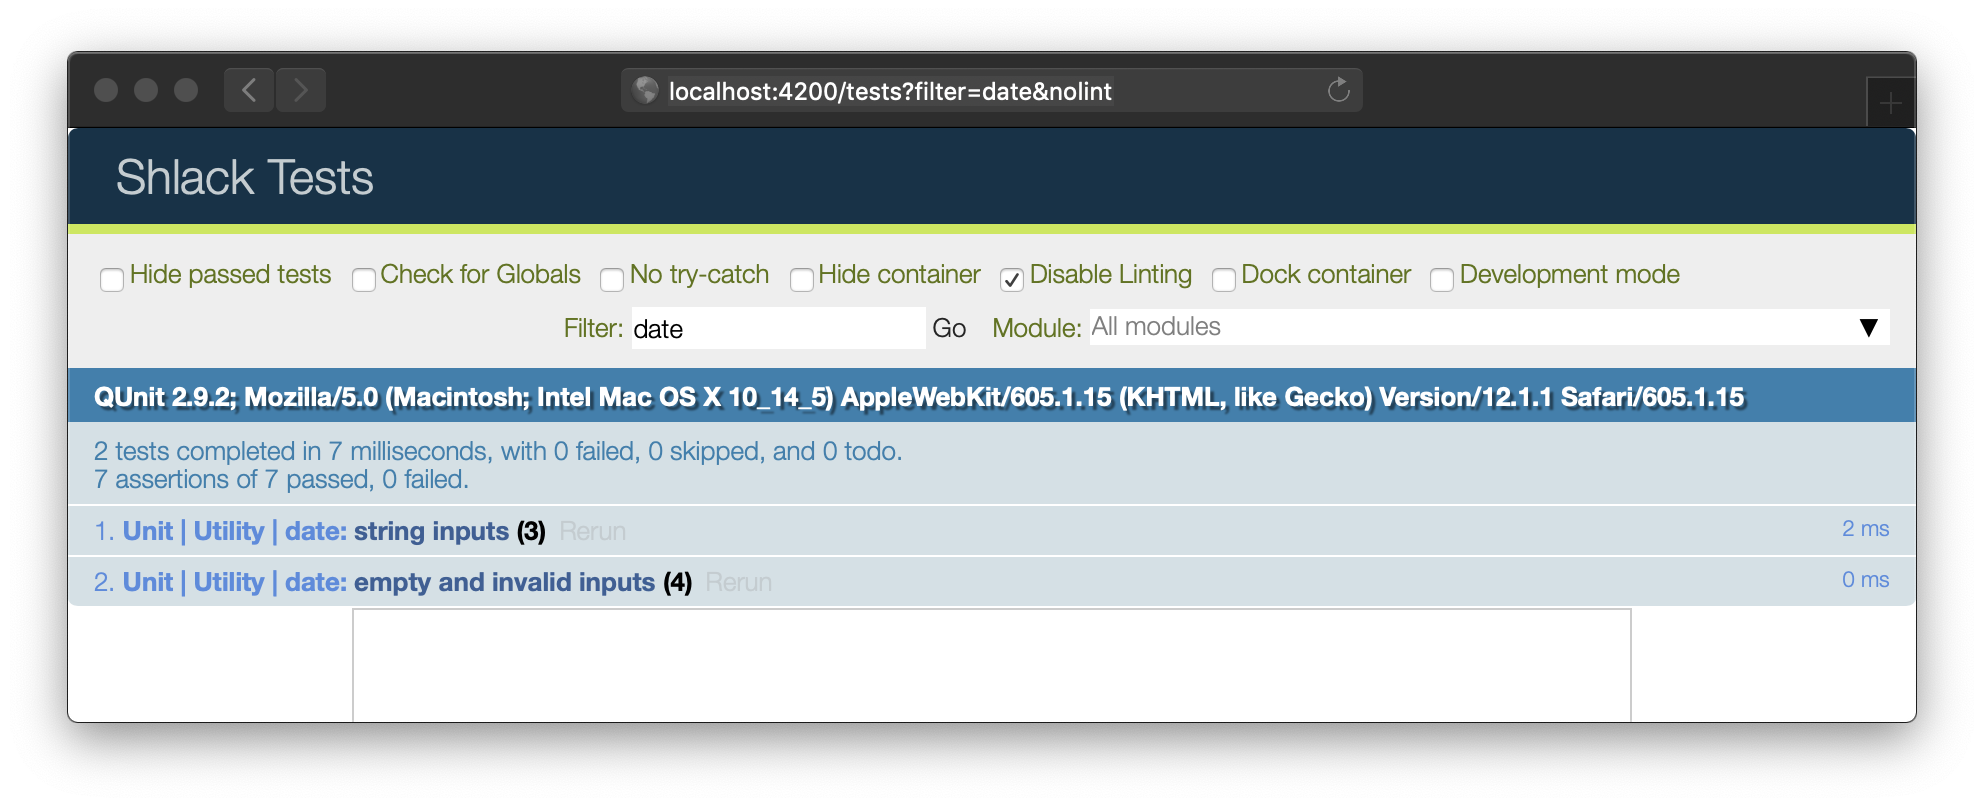 localhost:4200/tests?filter=date&nolint
Shlack Tests
Hide passed tests Check for Globals No try-catch Hide container Disable Linting Dock container Development mode
Filter: date Go Module: All modules
QUnit 2.9.2; Mozilla/5.0 (Macintosh; Intel Mac OS X 10_14_5) AppleWebKit/605.1.15 (KHTML, like Gecko) Version/12.1.1 Safari/605.1.15
2 tests completed in 7 milliseconds, with 0 failed, 0 skipped, and 0 todo.
7 assertions of 7 passed, 0 failed.
1. Unit | Utility | date: string inputs (3) Rerun 2 ms
2. Unit | Utility | date: empty and invalid inputs (4) Rerun 0 ms